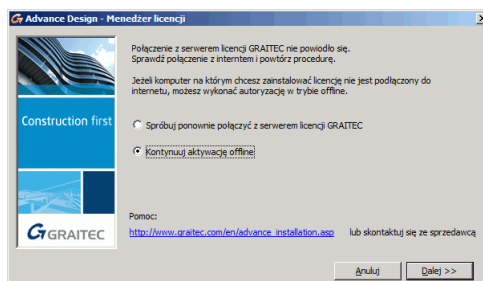 Advance Design - Menedżer licencji
Połączenie z serwerem licencji GRAITEC nie powiodło się.
Sprawdź połączenie z interntem i powtórz procedurę.
Jeżeli komputer na którym chcesz zainstalować licencję nie jest podłączony do
internetu, możesz wykonać autoryzację w trybie offline.
Construction first
Spróbuj ponownie połączyć z serwerem licencji GRAITEC
Kontynuuj aktywację offline
Pomoc:
http://www.graitec.com/en/advance_installation.asp lub skontaktuj się ze sprzedawcą
GRAITEC
Anuluj Dalej >>